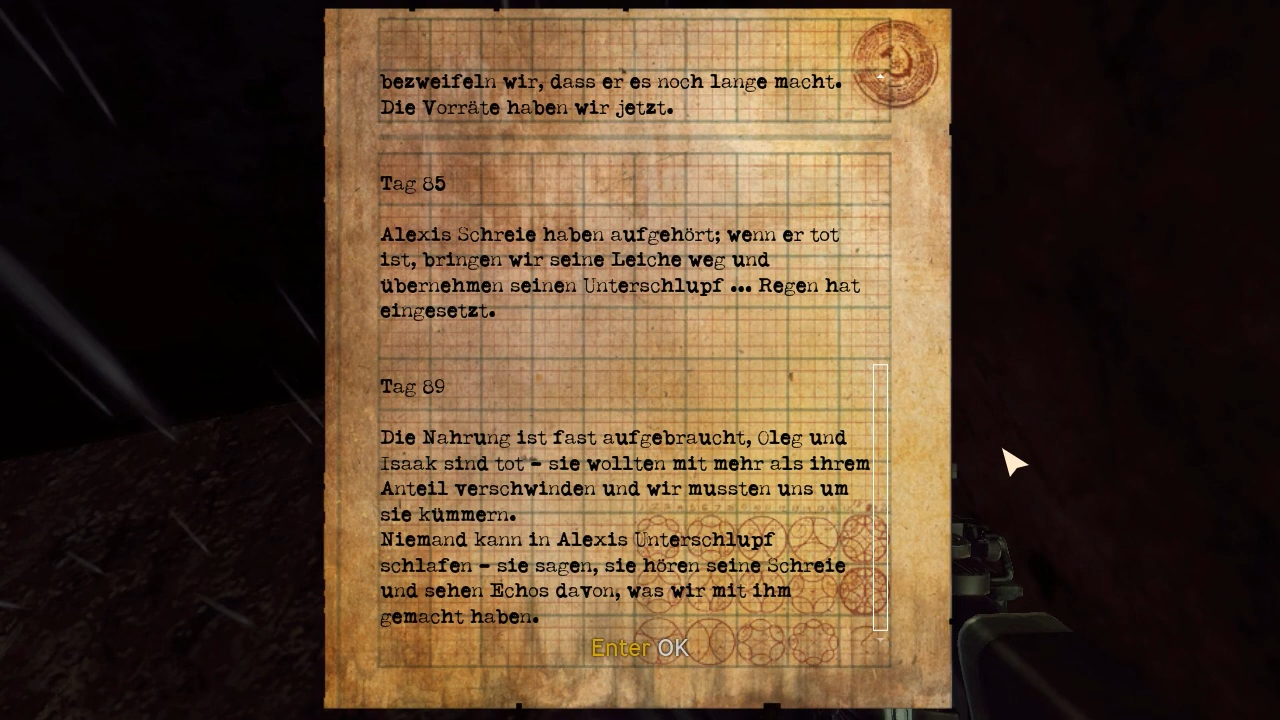 bezweifeln wir, dass er es noch lange macht.
Die Vorräte haben wir jetzt.
Tag 85
Alexis Schreie haben aufgehört; wenn er tot
ist, bringen wir seine Leiche weg und
übernehmen seinen Unterschlupf ... Regen hat
eingesetzt.
Tag 89
Die Nahrung ist fast aufgebraucht, Oleg und
Isaak sind tot - sie wollten mit mehr als ihrem
Anteil verschwinden und wir mussten uns um
sie kümmern.
Niemand kann in Alexis Unterschlupf
schlafen - sie sagen, sie hören seine Schreie
und sehen Echos davon, was wir mit ihm
gemacht haben.
Enter OK